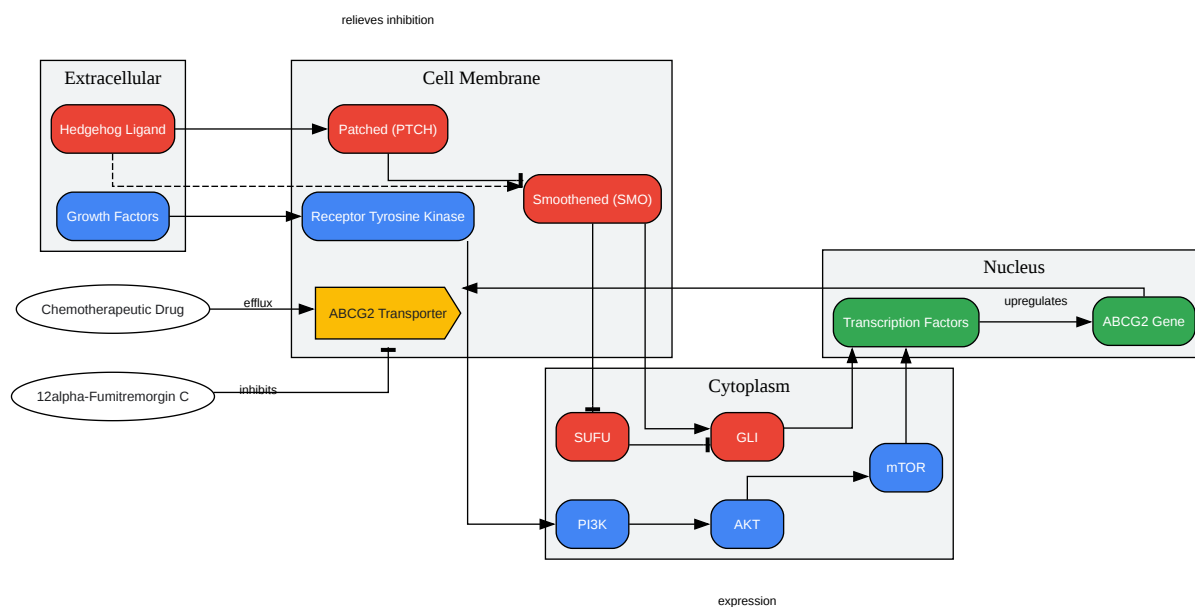 relieves inhibition
Extracellular
Cell Membrane
Hedgehog Ligand
Patched (PTCH)
Smoothened (SMO)
Growth Factors
Receptor Tyrosine Kinase
Nucleus
Chemotherapeutic Drug
efflux
ABCG2 Transporter
Transcription Factors
upregulates
ABCG2 Gene
12alpha-Fumitremorgin C
inhibits
Cytoplasm
SUFU
GLI
mTOR
PI3K
AKT
expression